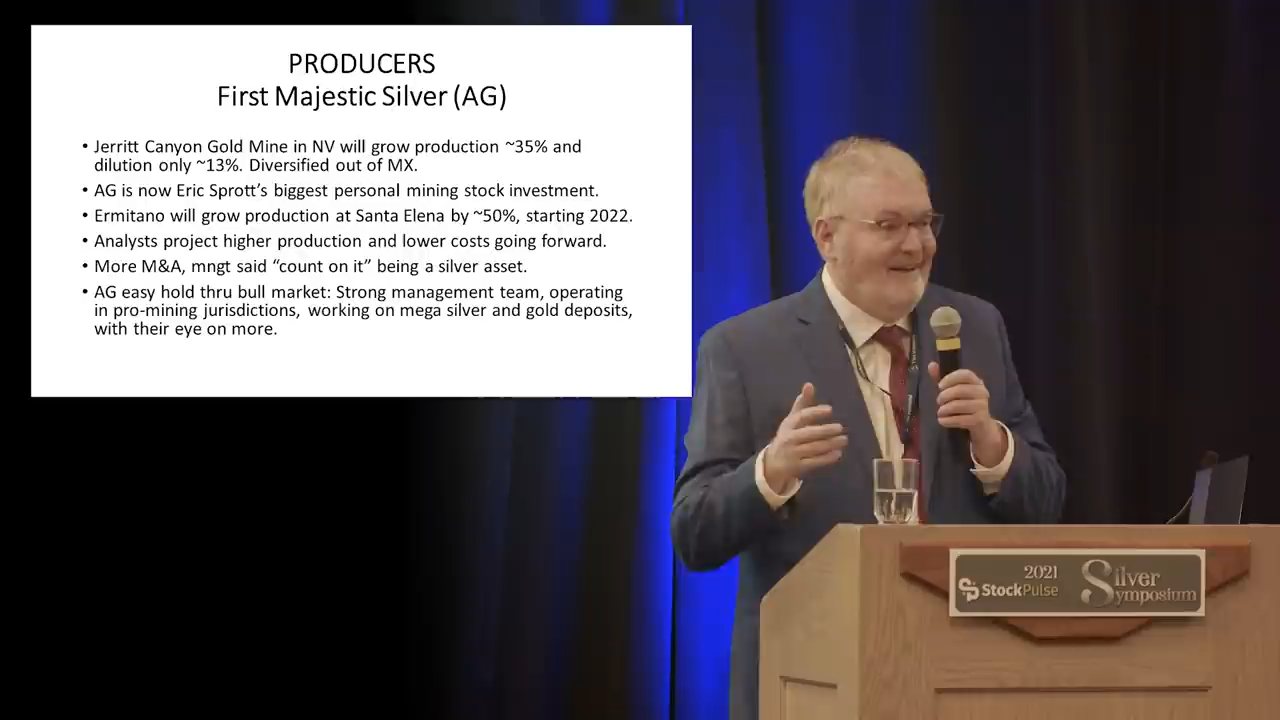 PRODUCERS
First Majestic Silver (AG)
• Jerritt Canyon Gold Mine in NV will grow production ~35% and
dilution only ~13%. Diversified out of MX.
• AG is now Eric Sprott's biggest personal mining stock investment.
• Ermitano will grow production at Santa Elena by ~50%, starting 2022.
• Analysts project higher production and lower costs going forward.
• More M&A, mngt said “count on it” being a silver asset.
• AG easy hold thru bull market: Strong management team, operating
in pro-mining jurisdictions, working on mega silver and gold deposits,
with their eye on more.
2021
StockPulse
Silver
Symposium